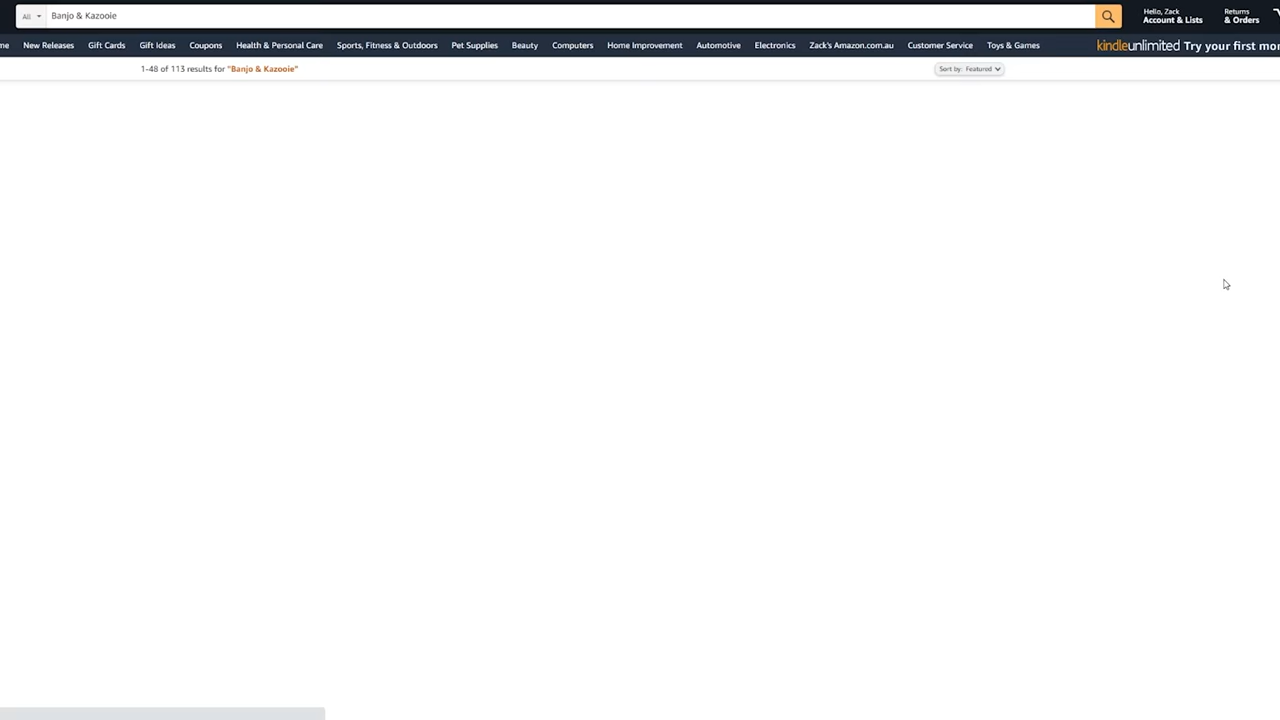 All Banjo & Kazooie Hello, Zack Returns
Account & Lists & Orders
New Releases Gift Cards Gift Ideas Coupons Health & Personal Care Sports, Fitness & Outdoors Pet Supplies Beauty Computers Home Improvement Automotive Electronics Zack's Amazon.com.au Customer Service Toys & Games kindleunlimited Try your first
1-48 of 113 results for "Banjo & Kazooie" Sort by: Featured